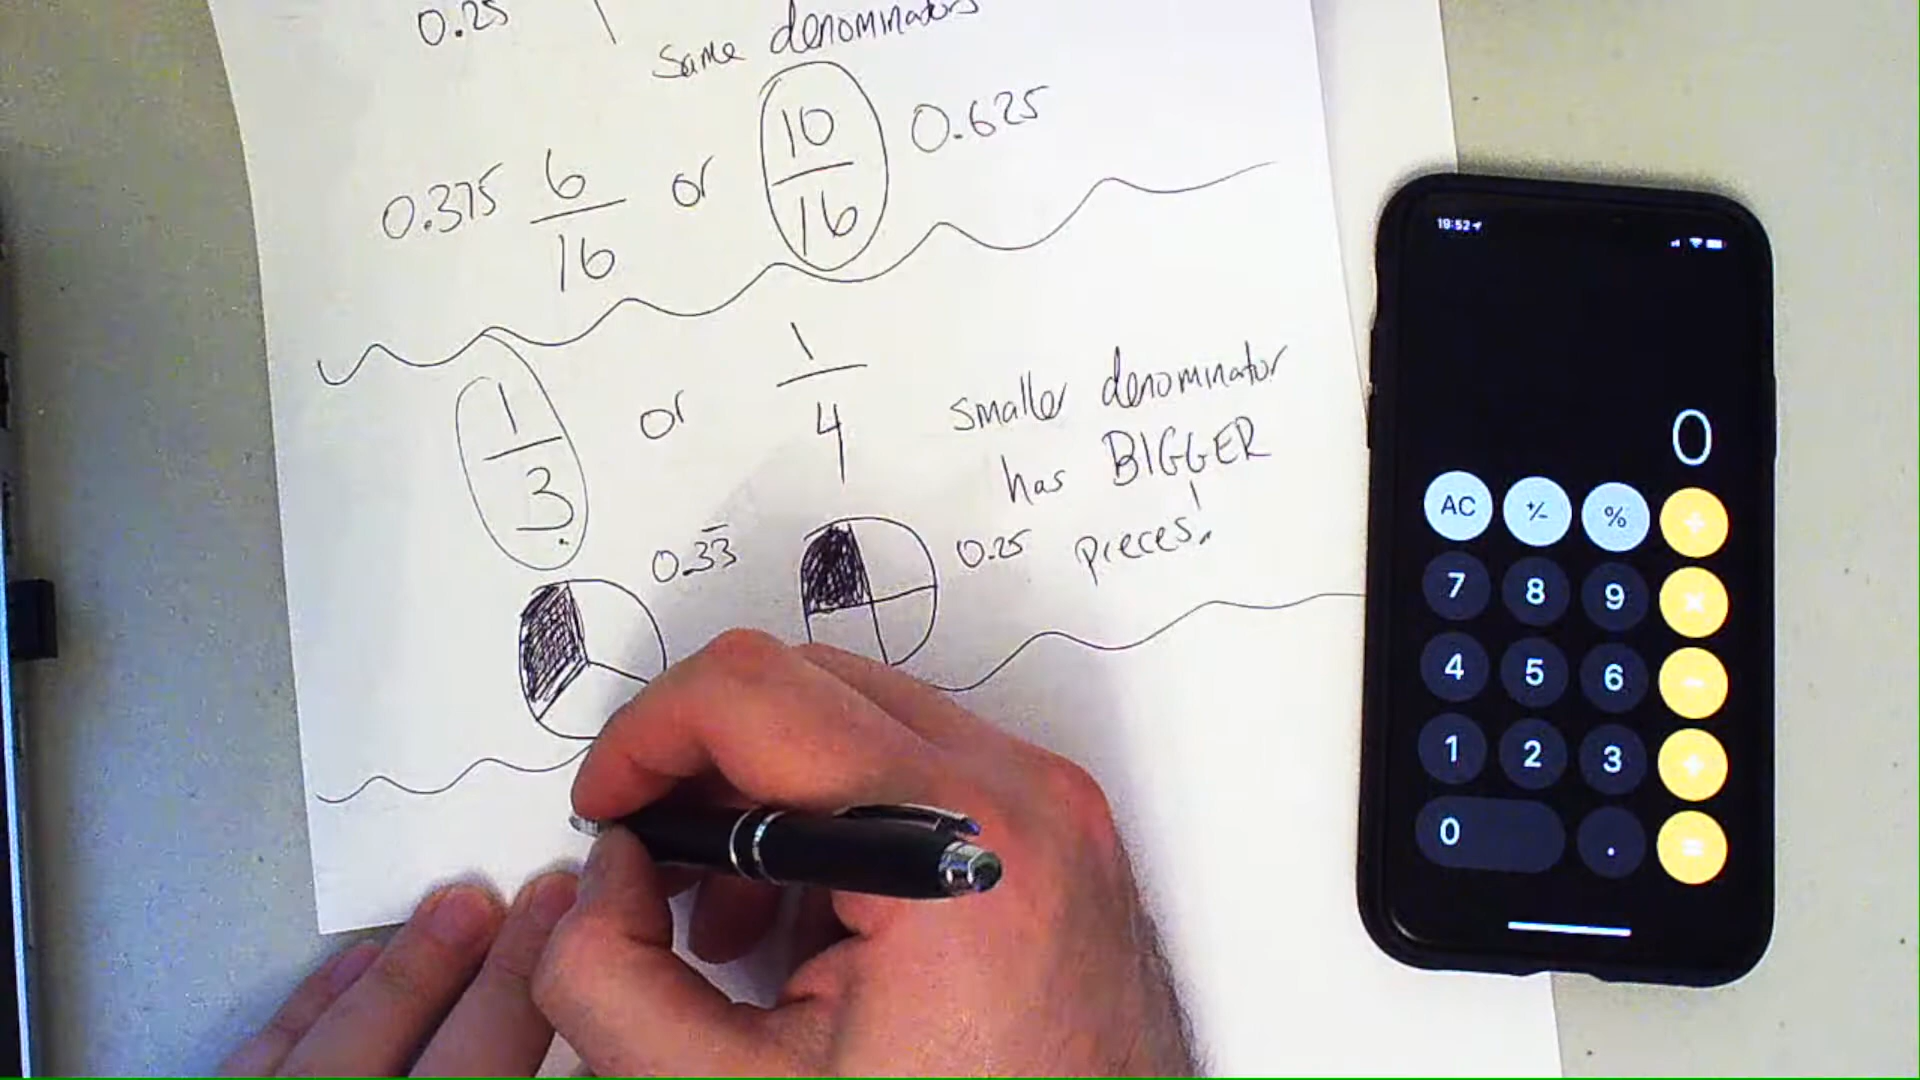 0.25
Same denominators
0.375 6/16 or 10/16 0.625
1/3 or 1/4
smaller denominator
has BIGGER
pieces!
0.33̅
0.25
19:52
0
AC +/- % ÷
7 8 9 ×
4 5 6 −
1 2 3 +
0 . =